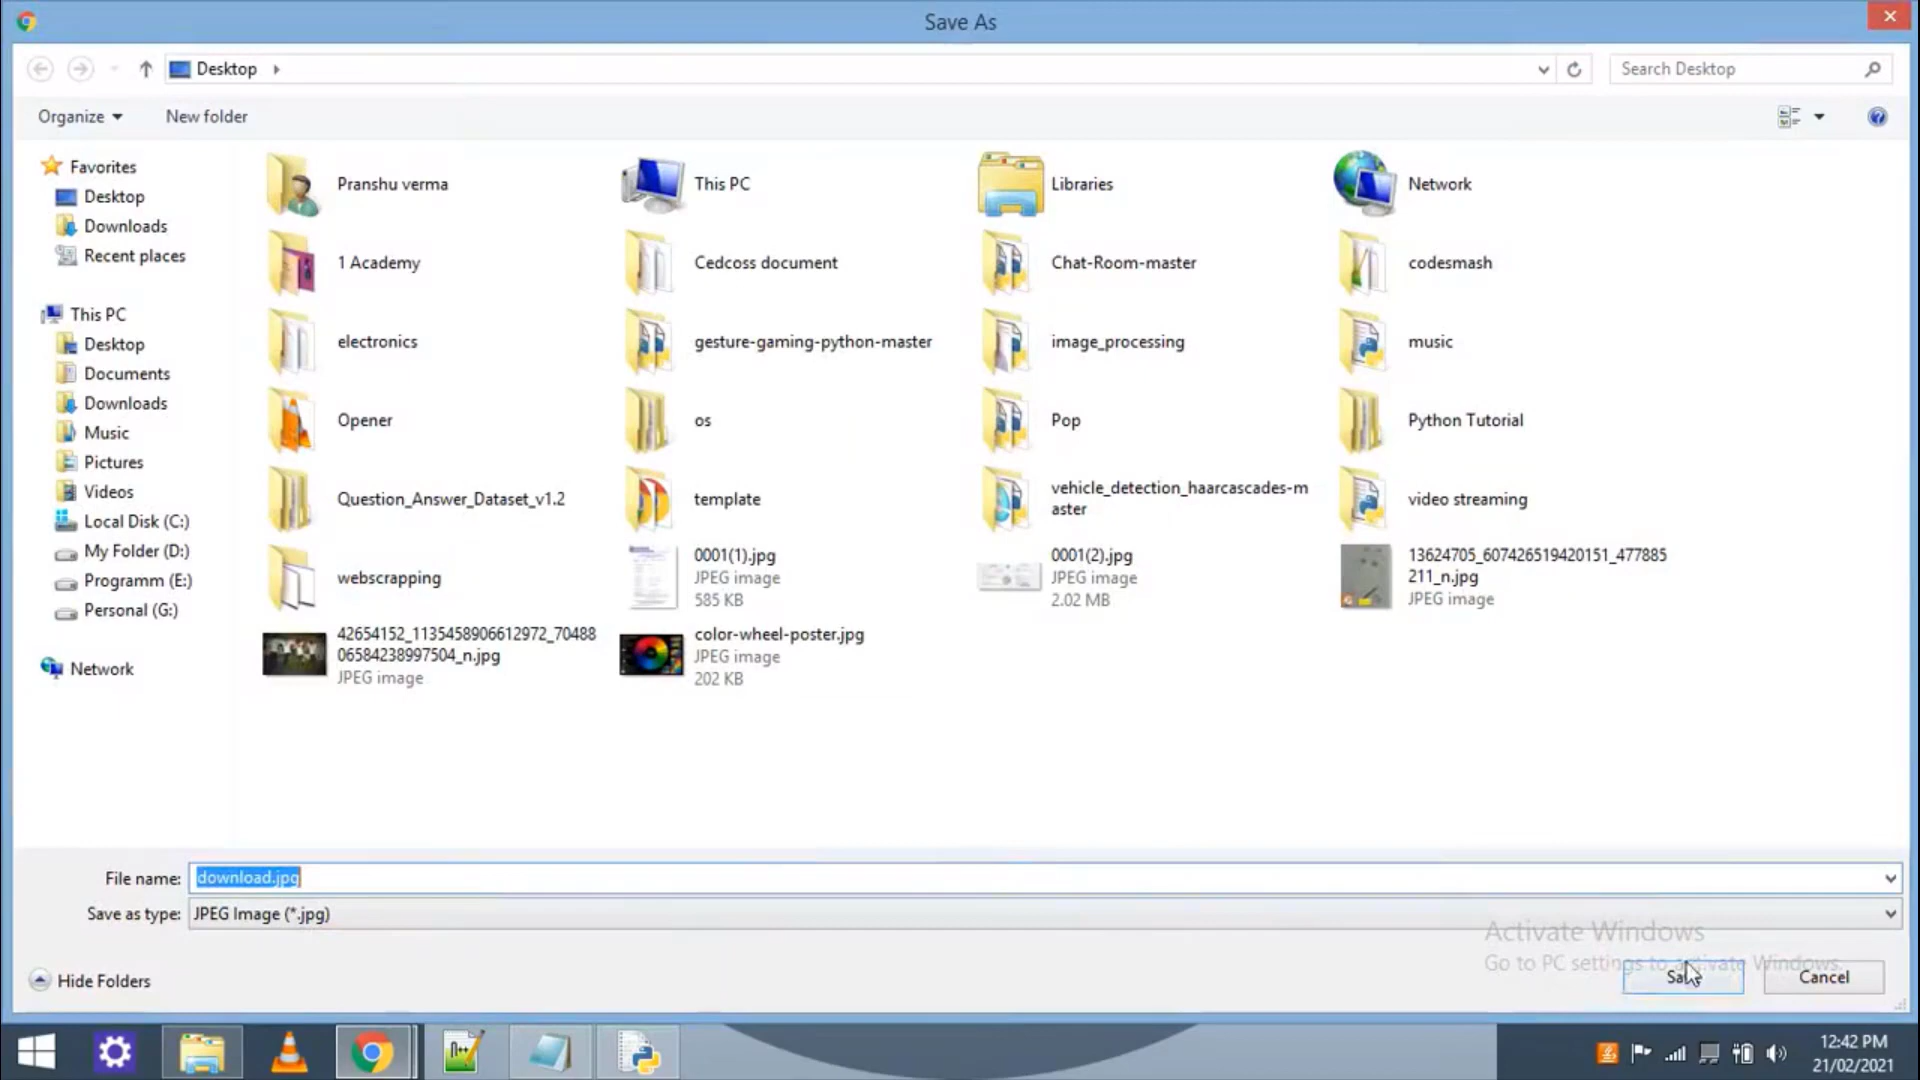 Save As
Desktop
Search Desktop
Organize
New folder
Favorites
Desktop
Downloads
Recent places
This PC
Desktop
Documents
Downloads
Music
Pictures
Videos
Local Disk (C:)
My Folder (D:)
Programm (E:)
Personal (G:)
Network
Pranshu verma
This PC
Libraries
Network
1 Academy
Cedcoss document
Chat-Room-master
codesmash
electronics
gesture-gaming-python-master
image_processing
music
Opener
os
Pop
Python Tutorial
Question_Answer_Dataset_v1.2
template
vehicle_detection_haarcascades-m
aster
video streaming
webscrapping
0001(1).jpg
JPEG image
585 KB
0001(2).jpg
JPEG image
2.02 MB
13624705_607426519420151_477885
211_n.jpg
JPEG image
42654152_1135458906612972_70488
06584238997504_n.jpg
JPEG image
color-wheel-poster.jpg
JPEG image
202 KB
File name: download.jpg
Save as type: JPEG Image (*.jpg)
Activate Windows
Go to PC settings to activate Windows.
Hide Folders
Cancel
12:42 PM
21/02/2021